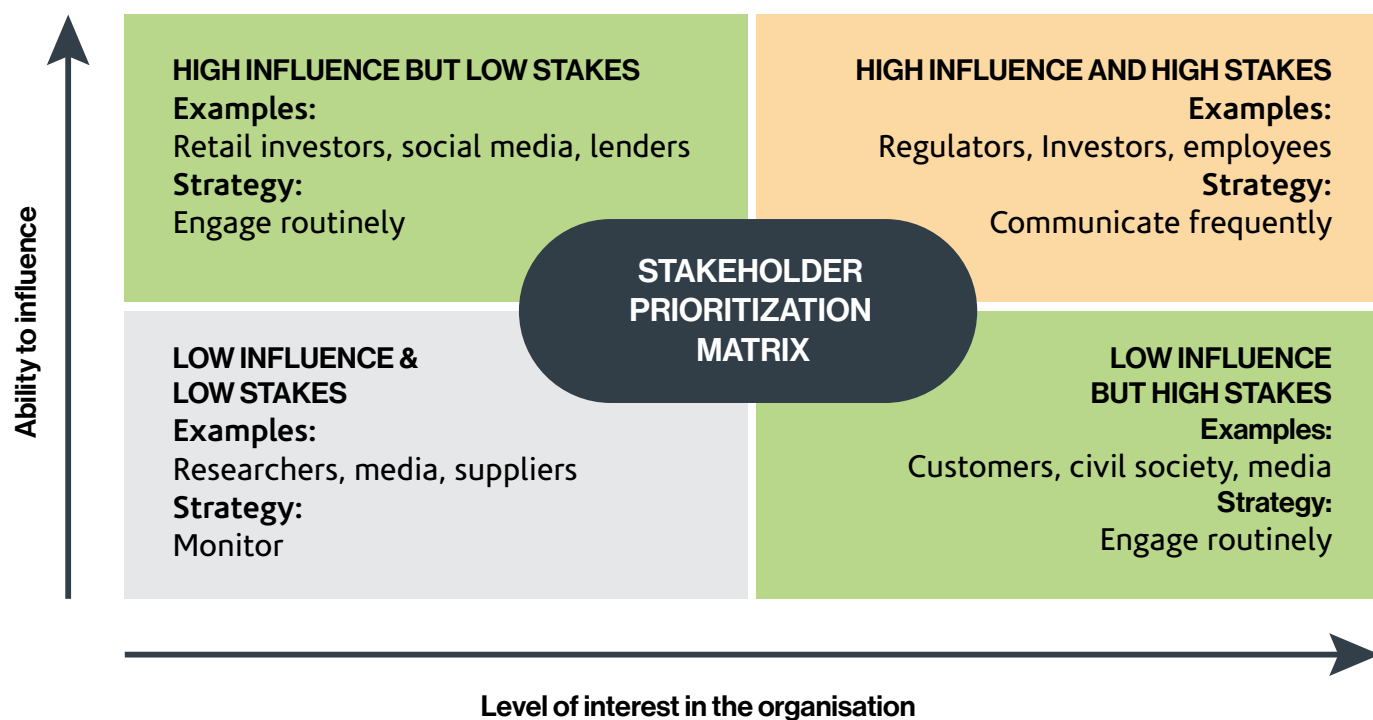 Ability to influence
HIGH INFLUENCE BUT LOW STAKES
Examples:
Retail investors, social media, lenders
Strategy:
Engage routinely
HIGH INFLUENCE AND HIGH STAKES
Examples:
Regulators, Investors, employees
Strategy:
Communicate frequently
STAKEHOLDER
PRIORITIZATION
MATRIX
LOW INFLUENCE &
LOW STAKES
Examples:
Researchers, media, suppliers
Strategy:
Monitor
LOW INFLUENCE
BUT HIGH STAKES
Examples:
Customers, civil society, media
Strategy:
Engage routinely
Level of interest in the organisation